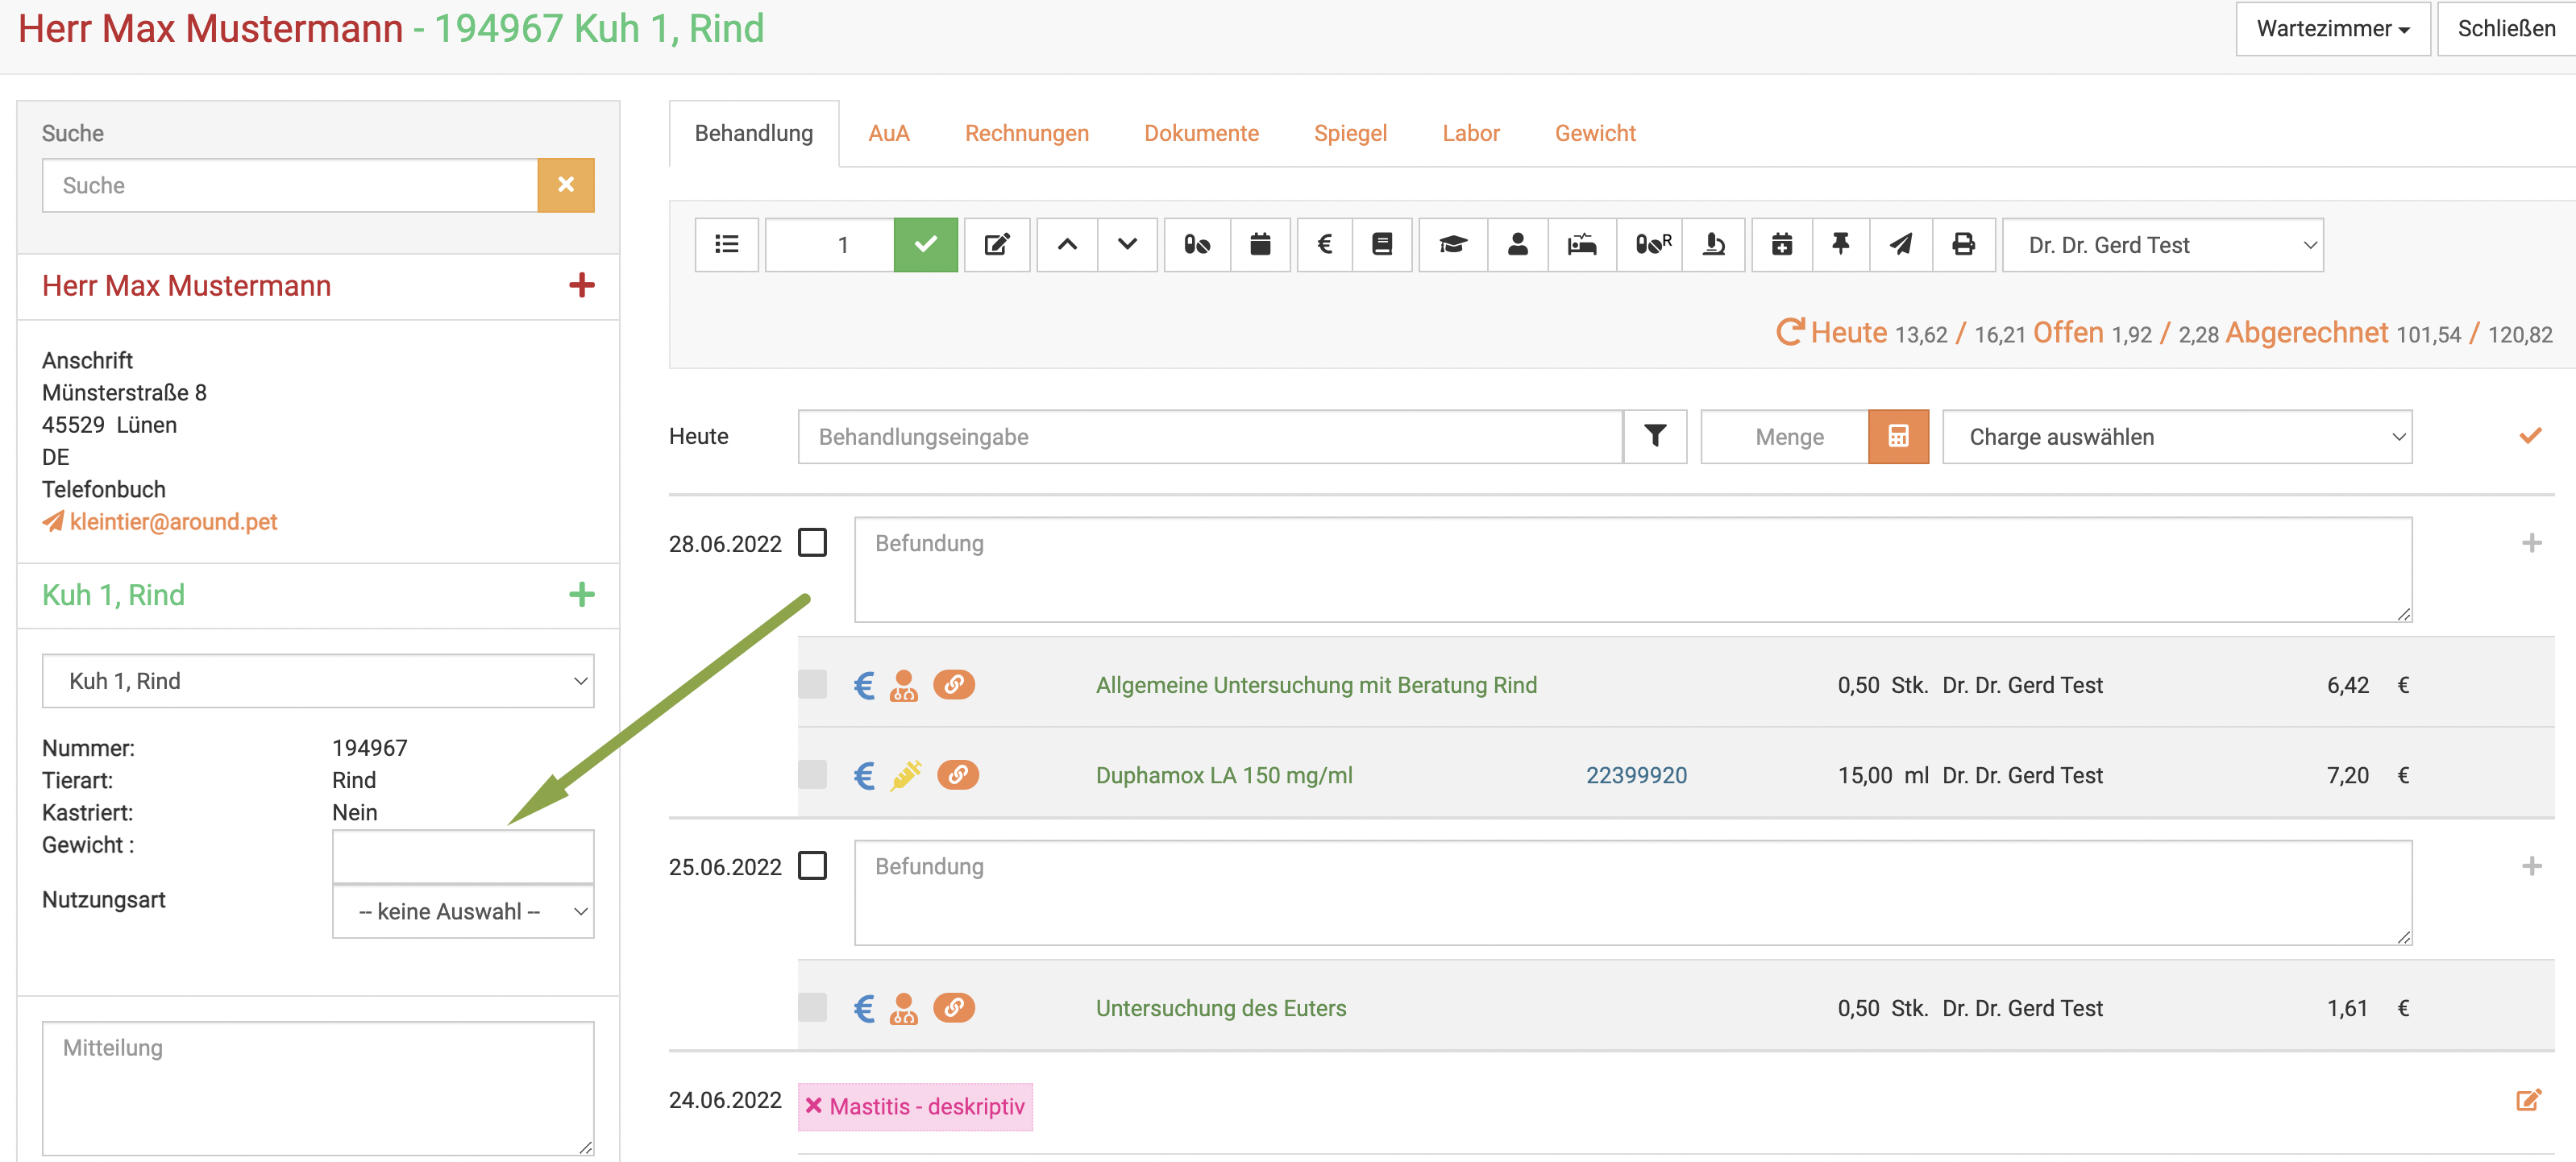 Herr Max Mustermann - 194967 Kuh 1, Rind
Wartezimmer
Schließen
Suche
Suche
Herr Max Mustermann
Anschrift
Münsterstraße 8
45529 Lünen
DE
Telefonbuch
kleintier@around.pet
Kuh 1, Rind
Kuh 1, Rind
Nummer: 194967
Tierart: Rind
Kastriert: Nein
Gewicht :
Nutzungsart -- keine Auswahl --
Mitteilung
Behandlung AuA Rechnungen Dokumente Spiegel Labor Gewicht
1 € R Dr. Dr. Gerd Test
Heute 13,62 / 16,21 Offen 1,92 / 2,28 Abgerechnet 101,54 / 120,82
Heute Behandlungseingabe Menge Charge auswählen
28.06.2022 Befundung
€ Allgemeine Untersuchung mit Beratung Rind 0,50 Stk. Dr. Dr. Gerd Test 6,42 €
€ Duphamox LA 150 mg/ml 22399920 15,00 ml Dr. Dr. Gerd Test 7,20 €
25.06.2022 Befundung
€ Untersuchung des Euters 0,50 Stk. Dr. Dr. Gerd Test 1,61 €
24.06.2022 Mastitis - deskriptiv